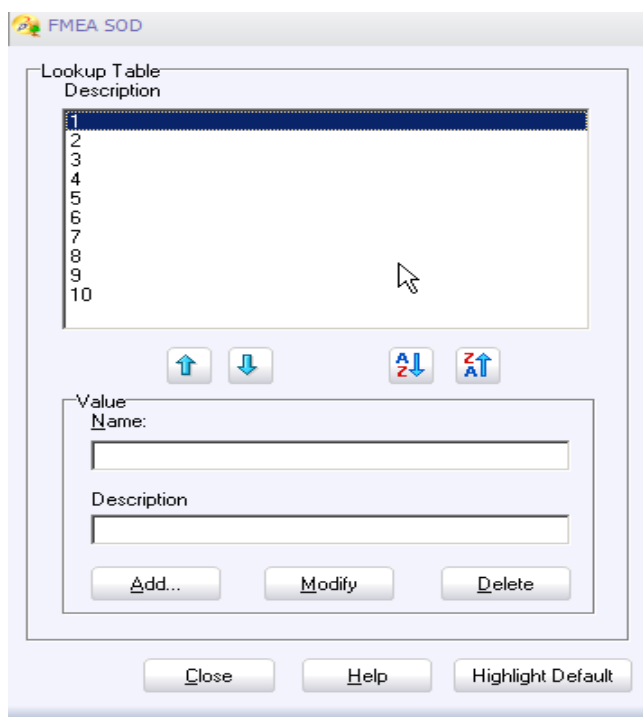 FMEA SOD
Lookup Table
Description
1
2
3
4
5
6
7
8
9
10
A Z Z A
Value
Name:
Description
Add... Modify Delete
Close Help Highlight Default